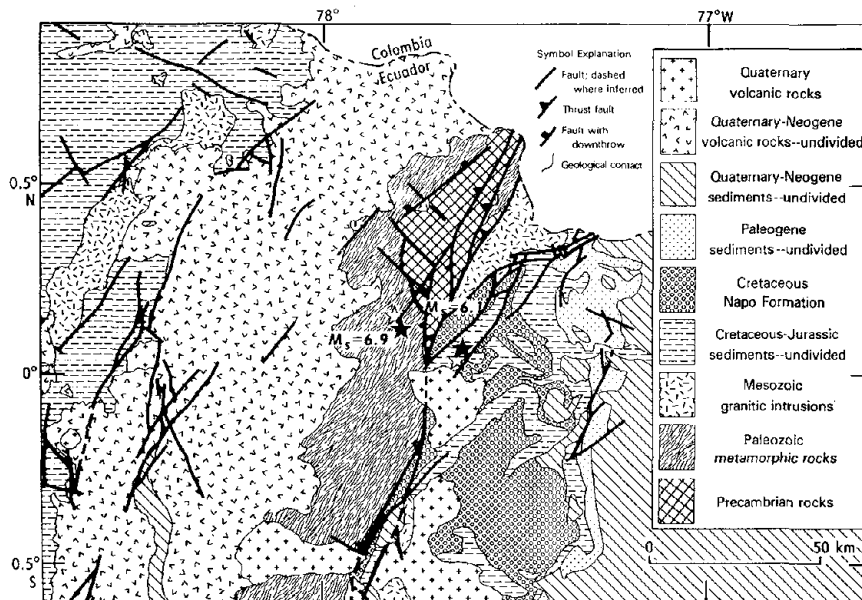 78°
77°W
Colombia
Ecuador
Symbol Explanation
Fault; dashed
where inferred
Thrust fault
Fault with
downthrow
Geological contact
Quaternary
volcanic rocks
Quaternary-Neogene
volcanic rocks--undivided
Quaternary-Neogene
sediments--undivided
Paleogene
sediments--undivided
Cretaceous
Napo Formation
Cretaceous-Jurassic
sediments--undivided
Mesozoic
granitic intrusions
Paleozoic
metamorphic rocks
Precambrian rocks
0.5°
N
0°
0.5°
S
Ms=6.1
Ms=6.9
0 50 km